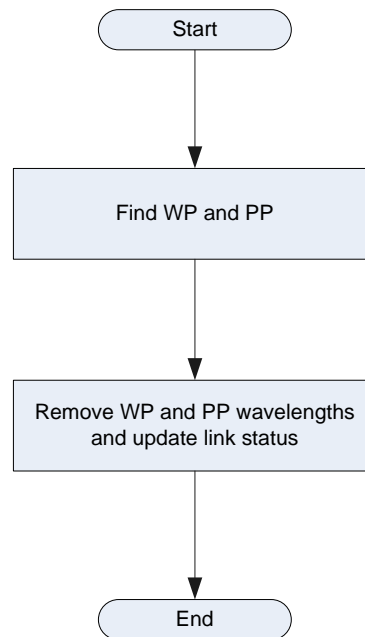 Start
Find WP and PP
Remove WP and PP wavelengths
and update link status
End